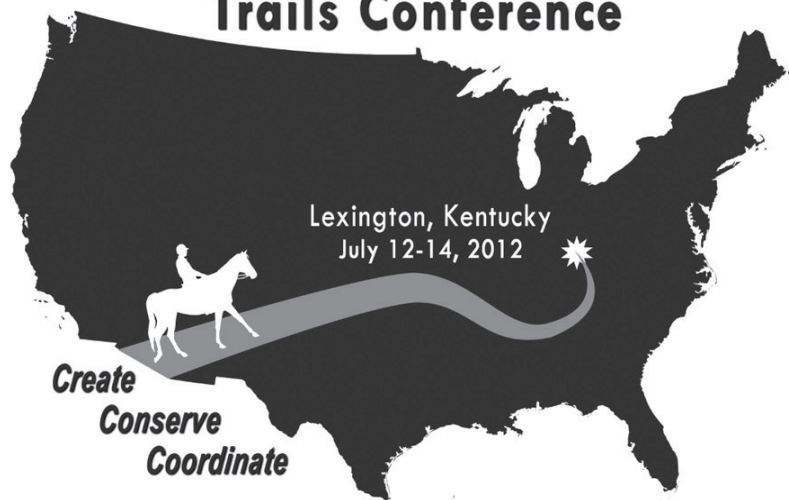 Trails Conference
Lexington, Kentucky
July 12-14, 2012
Create
Conserve
Coordinate